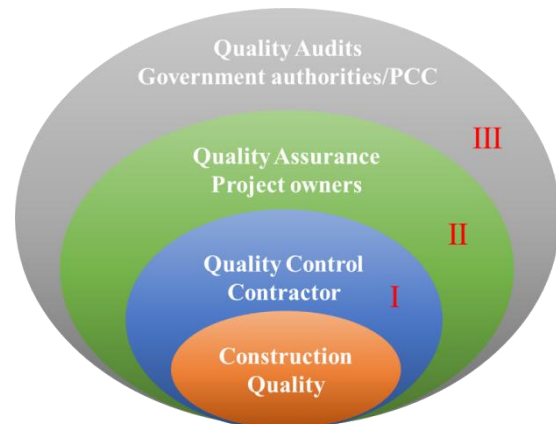 Quality Audits
Government authorities/PCC
III
Quality Assurance
Project owners
II
Quality Control
Contractor
I
Construction
Quality